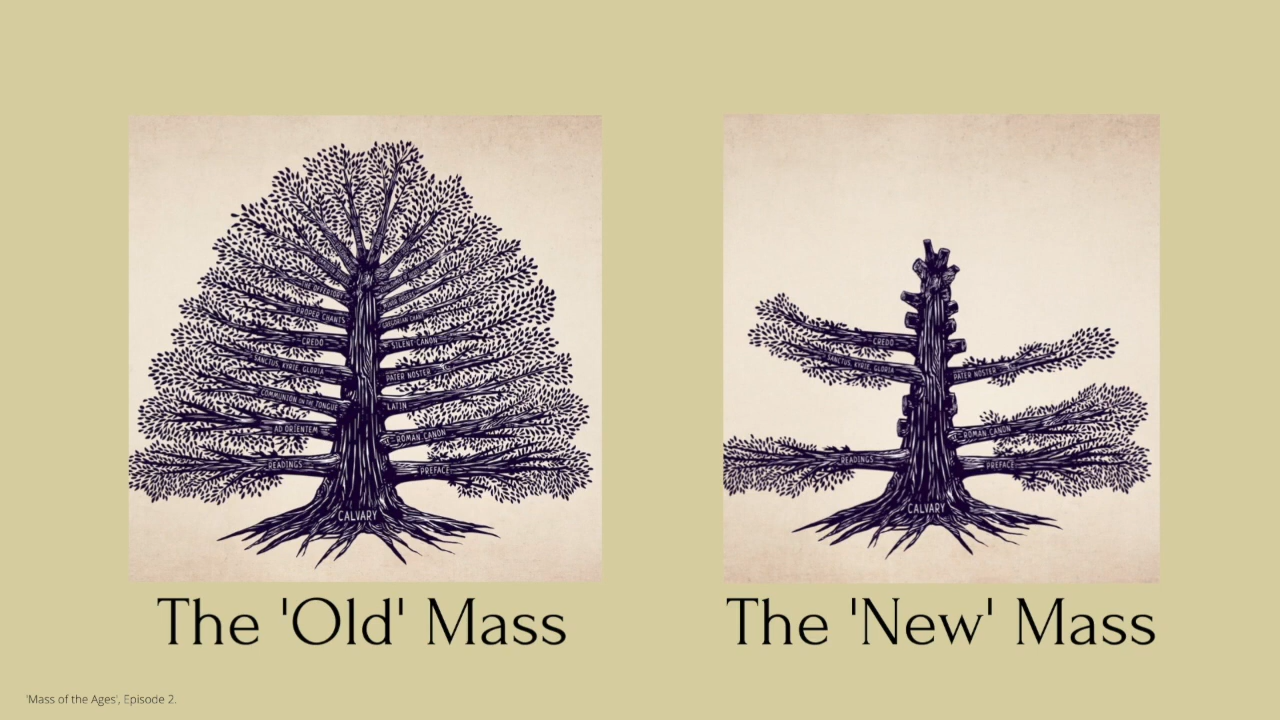 THE OFFERTORY
PROPER CHANTS
GREGORIAN CHANT
CREDO
SILENT CANON
SANCTUS, KYRIE, GLORIA
PATER NOSTER
COMMUNION ON THE TONGUE
LATIN
AD ORIENTEM
ROMAN CANON
READINGS
PREFACE
CALVARY
The 'Old' Mass
CREDO
SANCTUS, KYRIE, GLORIA
PATER NOSTER
ROMAN CANON
READINGS
PREFACE
CALVARY
The 'New' Mass
'Mass of the Ages', Episode 2.